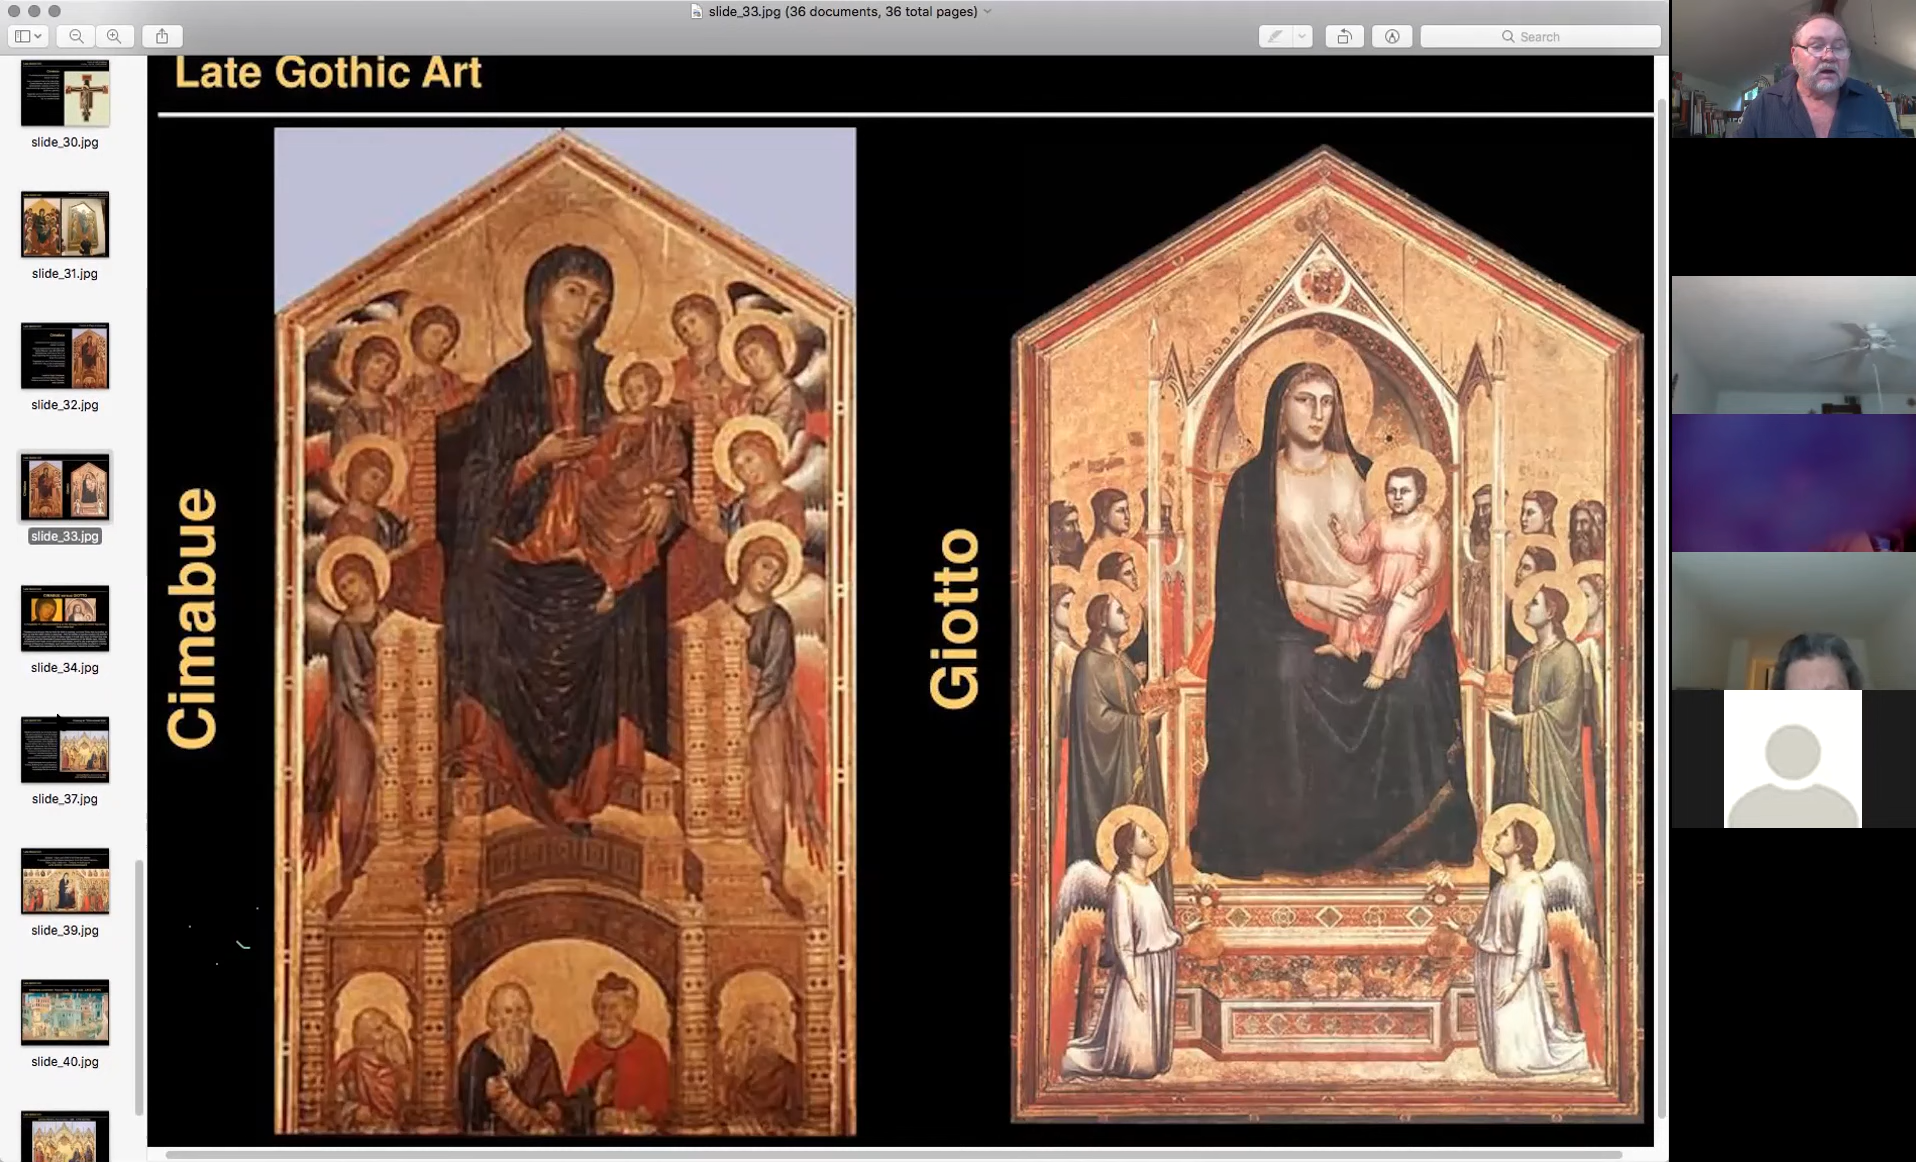 slide_33.jpg (36 documents, 36 total pages)
Search
Late Gothic Art
Cimabue
Giotto
slide_30.jpg
slide_31.jpg
slide_32.jpg
slide_33.jpg
slide_34.jpg
slide_37.jpg
slide_39.jpg
slide_40.jpg